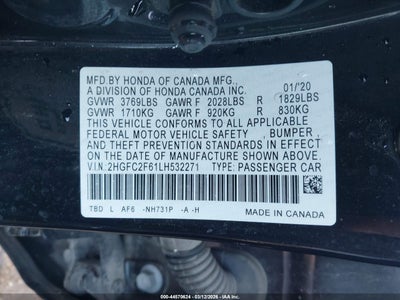 MFD.BY HONDA OF CANADA MFG.,
A DIVISION OF HONDA CANADA INC. 01/'20
GVWR 3769LBS GAWR F 2028LBS R 1829LBS
GVWR 1710KG GAWR F 920KG R 830KG
THIS VEHICLE CONFORMS TO ALL APPLICABLE
FEDERAL MOTOR VEHICLE SAFETY, BUMPER,
AND THEFT PREVENTION STANDARDS IN EFFECT
ON THE DATE OF MANUFACTURE SHOWN ABOVE.
V.I.N:2HGFC2F61LH532271 TYPE:PASSENGER CAR
TBD L AF6 -NH731P -A -H
MADE IN CANADA
000-44570624 | 03/12/2026 | IAA, Inc